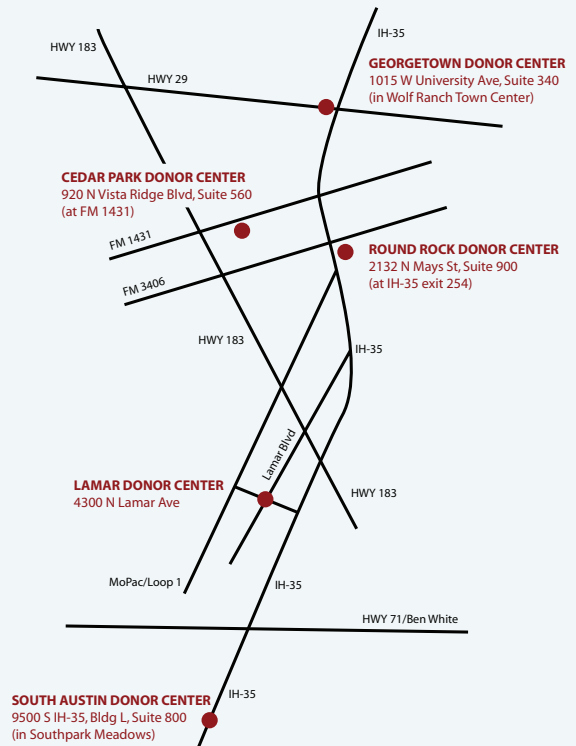 IH-35
HWY 183
GEORGETOWN DONOR CENTER
1015 W University Ave, Suite 340
(in Wolf Ranch Town Center)
HWY 29
CEDAR PARK DONOR CENTER
920 N Vista Ridge Blvd, Suite 560
(at FM 1431)
FM 1431
ROUND ROCK DONOR CENTER
2132 N Mays St, Suite 900
(at IH-35 exit 254)
FM 3406
HWY 183
IH-35
Lamar Blvd
LAMAR DONOR CENTER
4300 N Lamar Ave
HWY 183
MoPac/Loop 1
IH-35
HWY 71/Ben White
IH-35
SOUTH AUSTIN DONOR CENTER
9500 S IH-35, Bldg L, Suite 800
(in Southpark Meadows)